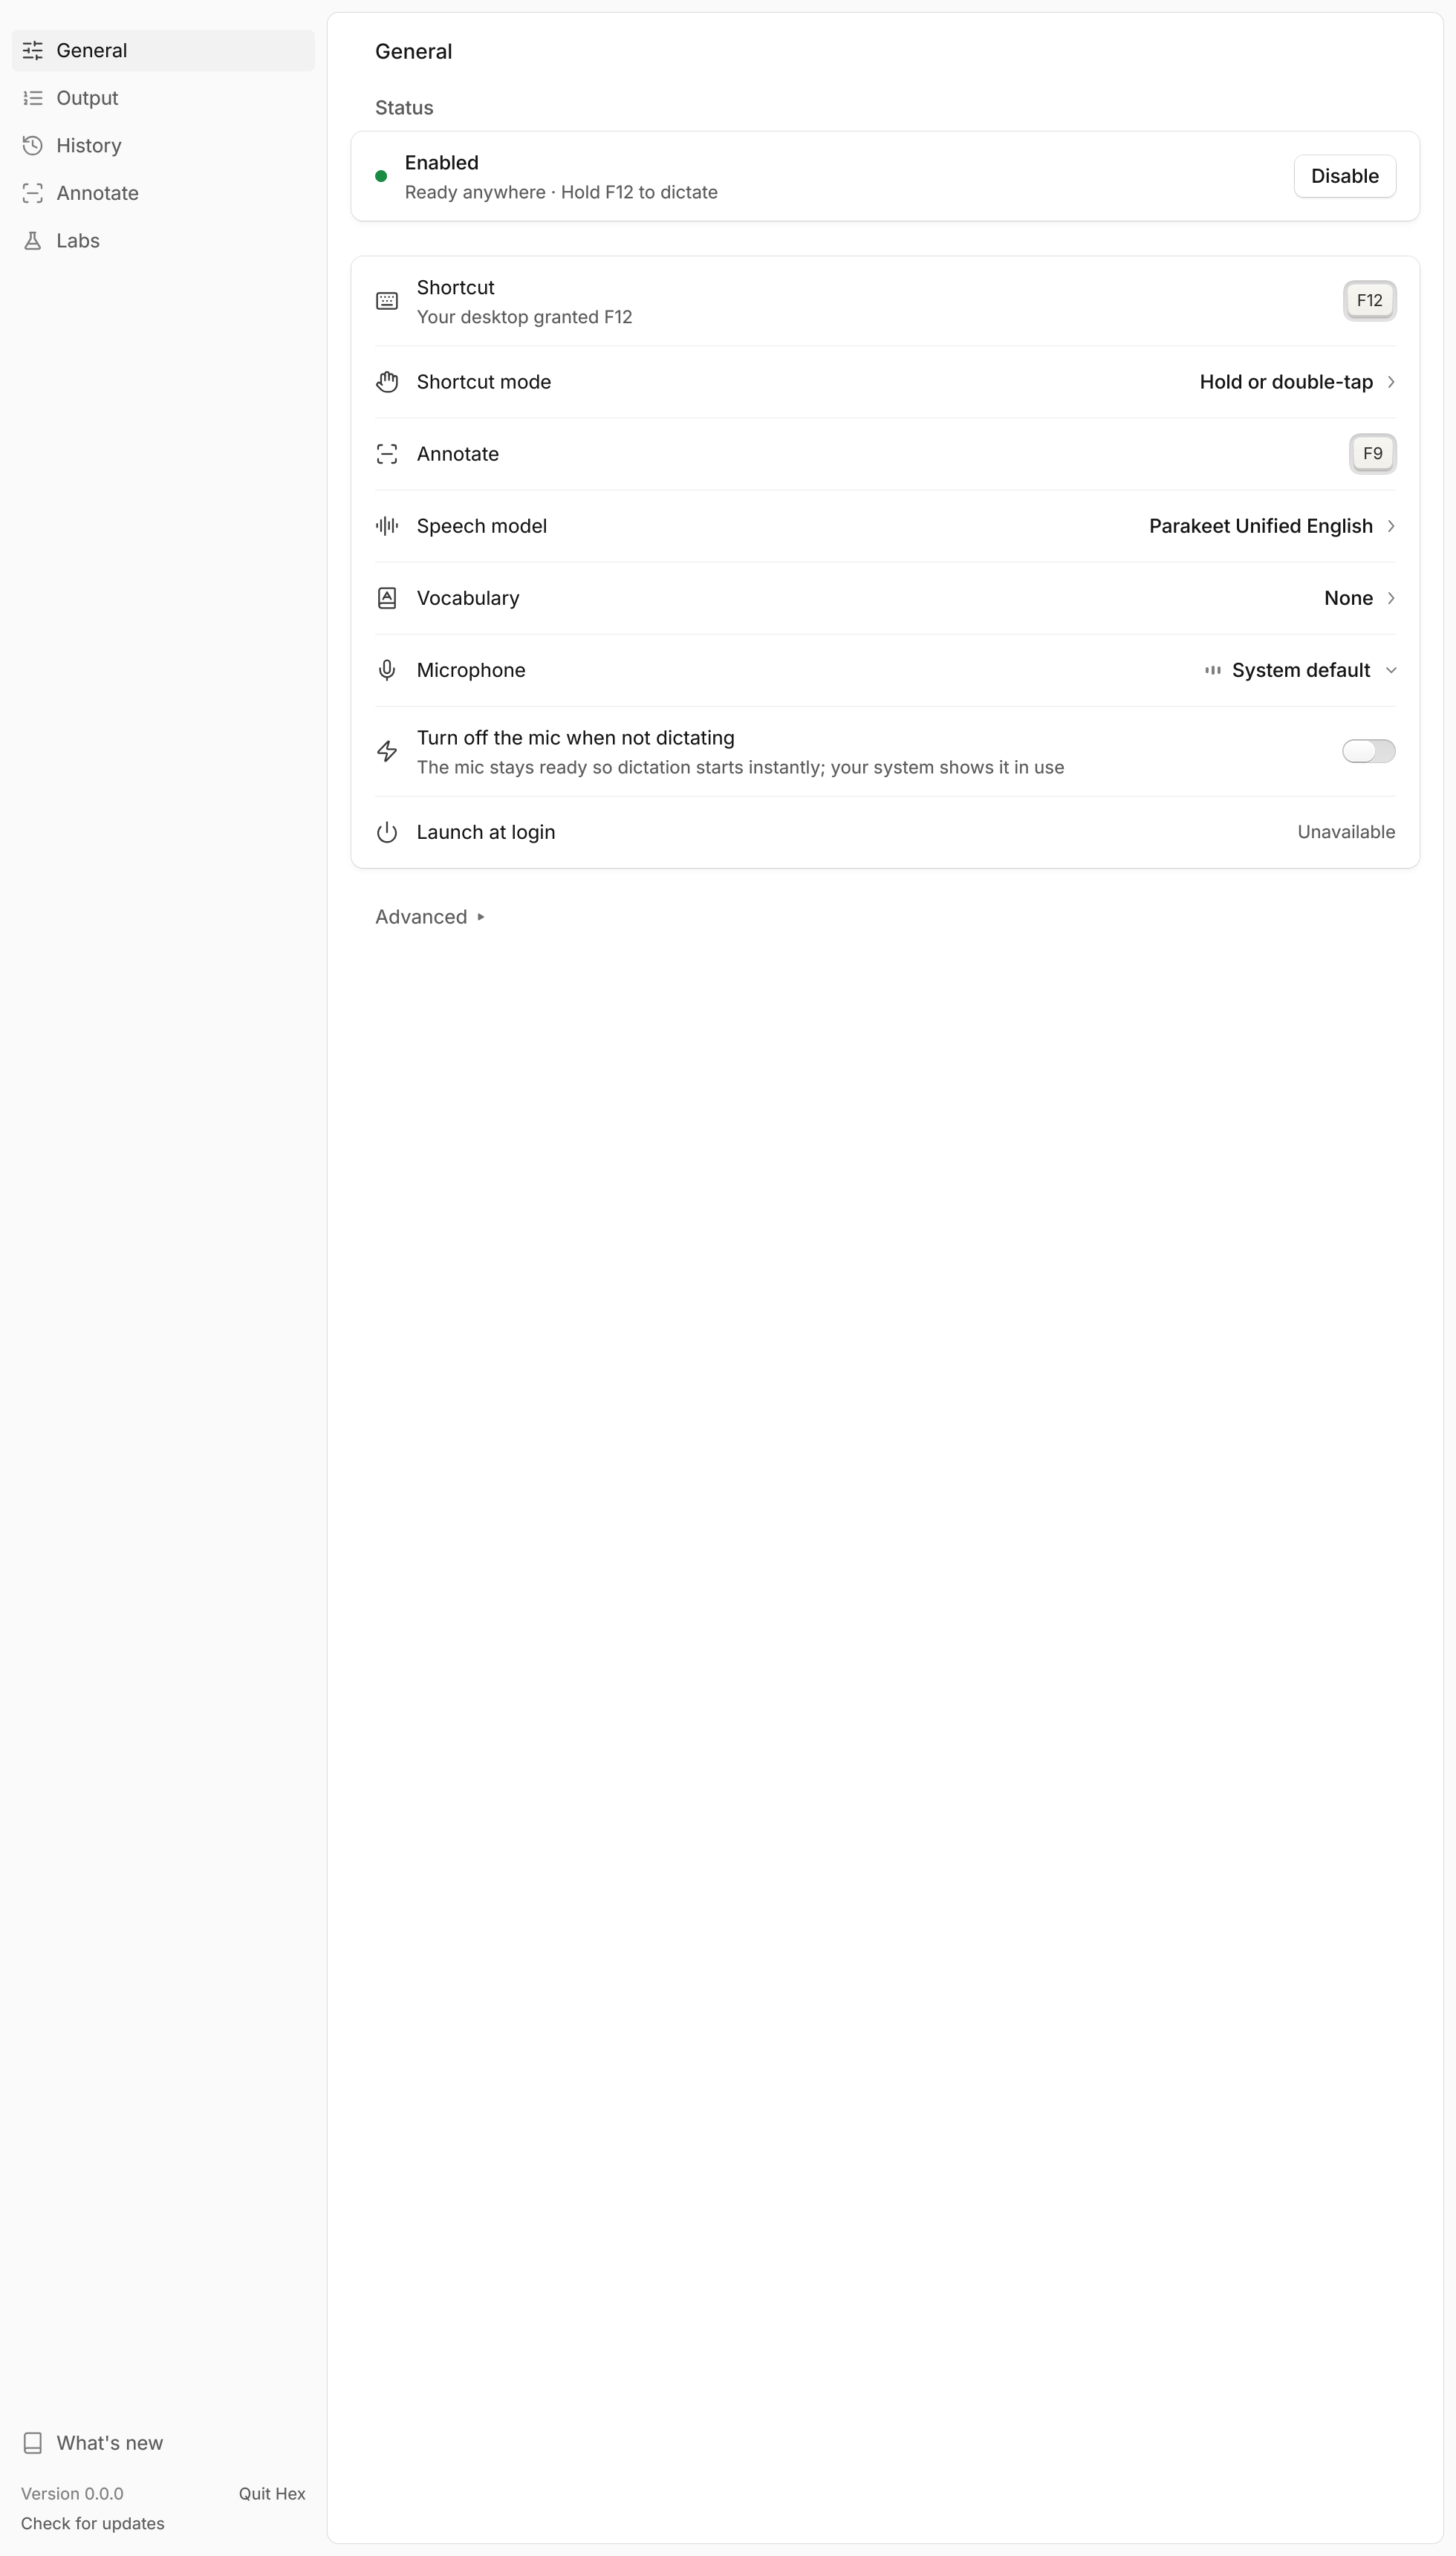 General
Output
History
Annotate
Labs
General
Status
Enabled
Ready anywhere · Hold F12 to dictate
Disable
Shortcut
Your desktop granted F12
F12
Shortcut mode
Hold or double-tap
Annotate
F9
Speech model
Parakeet Unified English
Vocabulary
None
Microphone
System default
Turn off the mic when not dictating
The mic stays ready so dictation starts instantly; your system shows it in use
Launch at login
Unavailable
Advanced
What's new
Version 0.0.0
Quit Hex
Check for updates